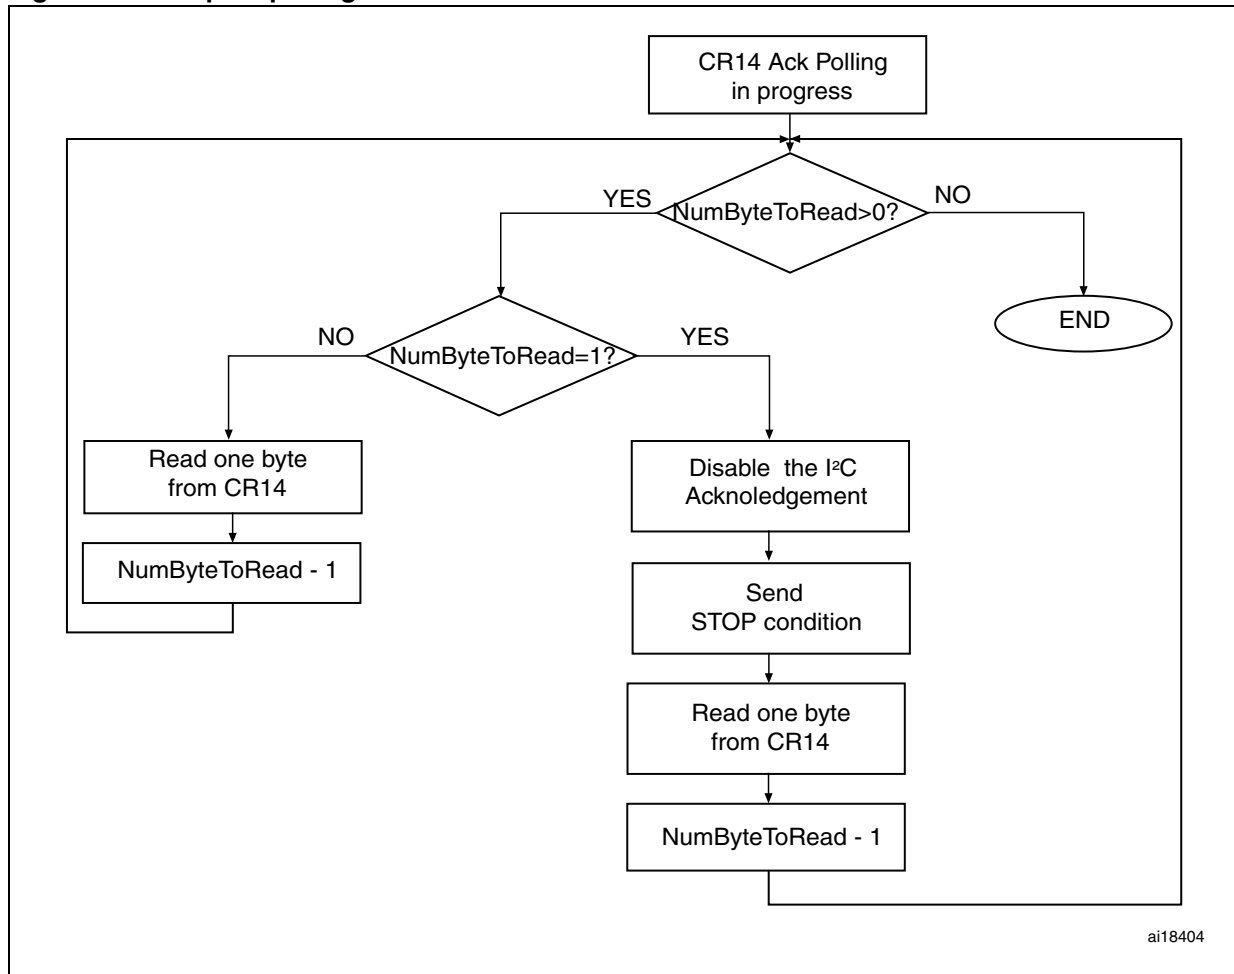 CR14 Ack Polling
in progress
YES
NumByteToRead>0?
NO
NO
NumByteToRead=1?
YES
END
Read one byte
from CR14
NumByteToRead - 1
Disable the I²C
Acknoledgement
Send
STOP condition
Read one byte
from CR14
NumByteToRead - 1
ai18404